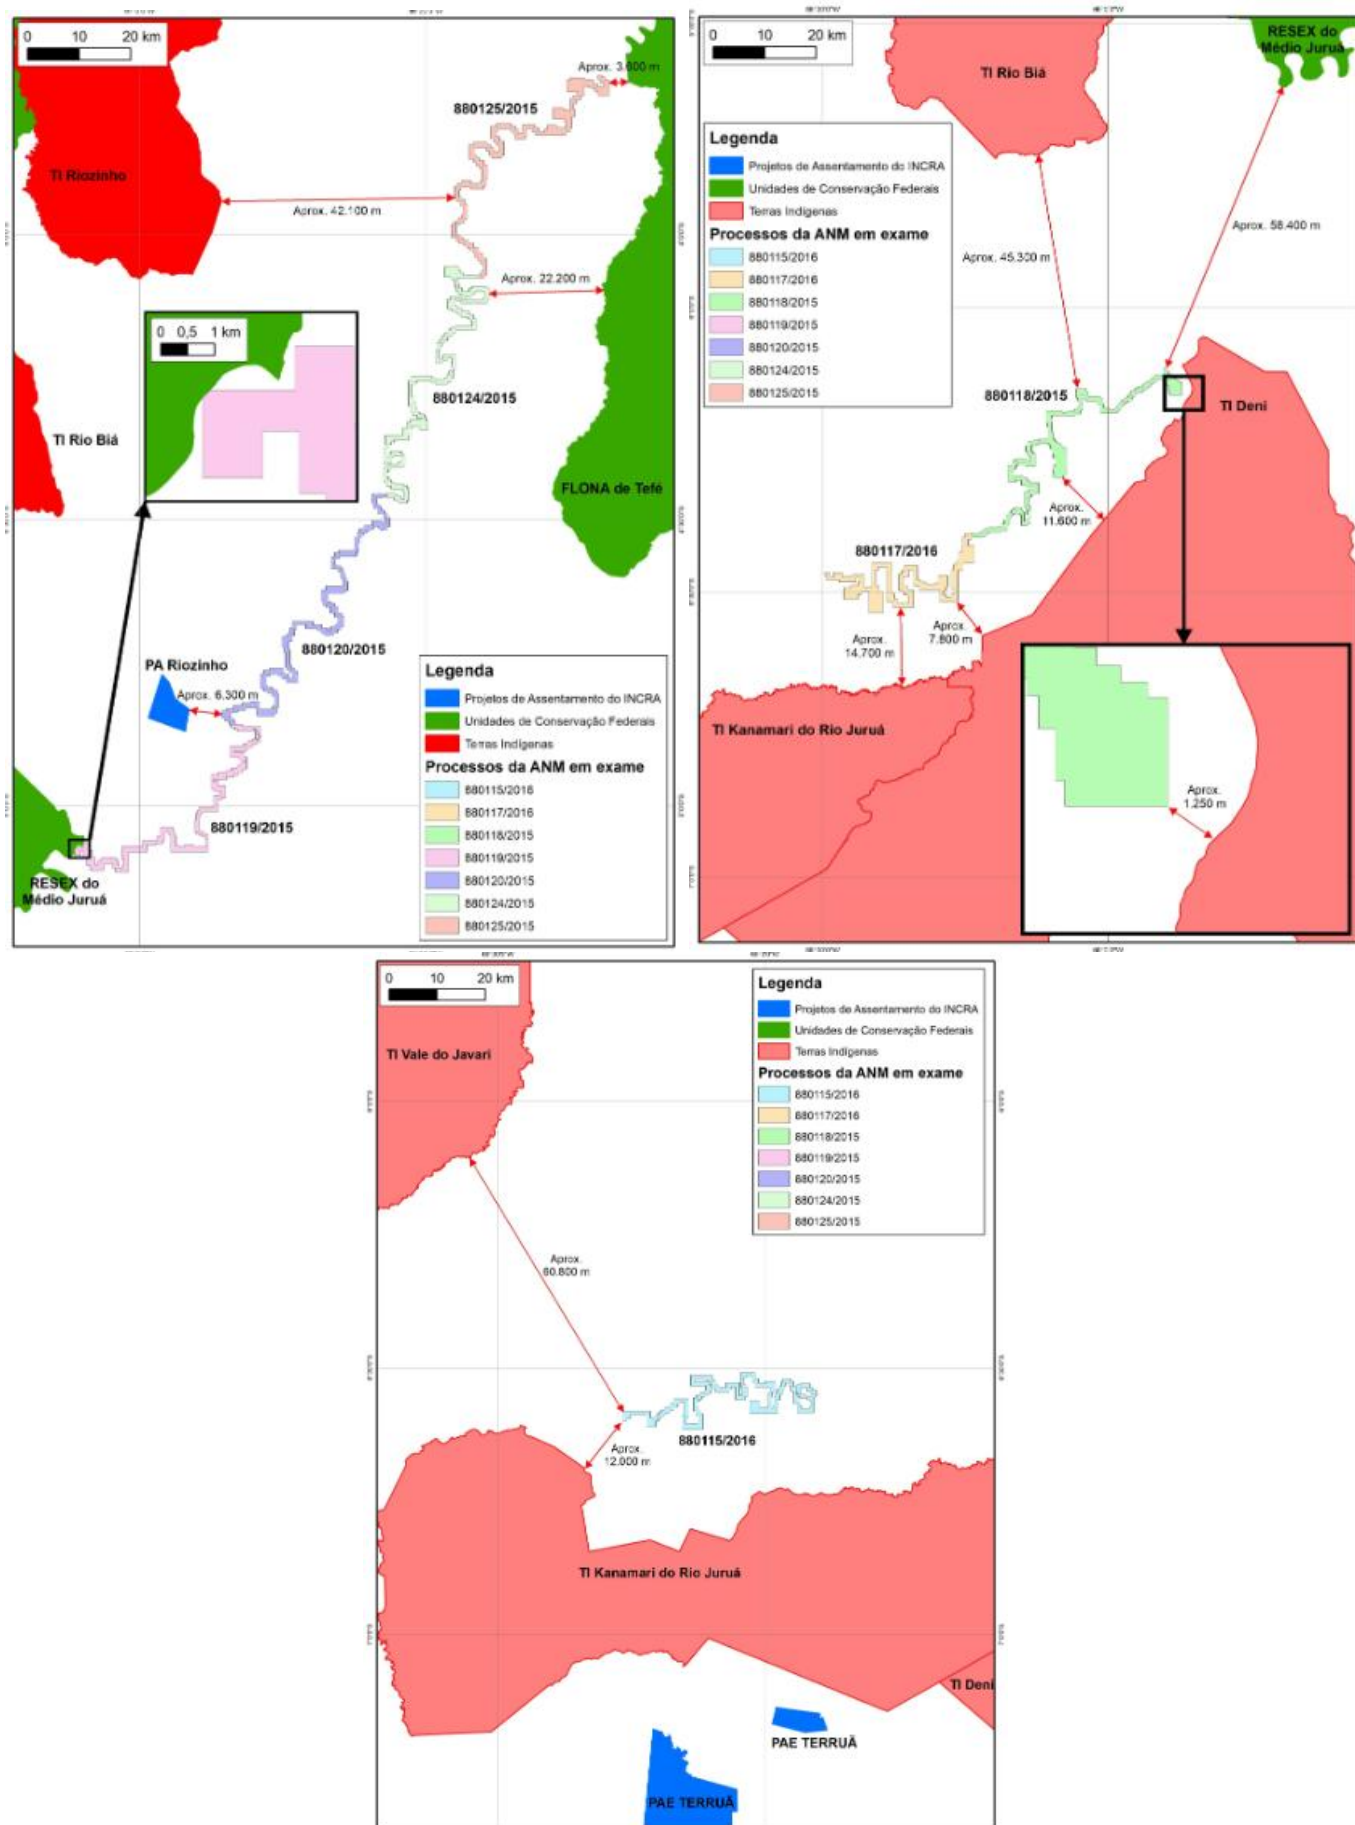 0 10 20 km
Aprox. 3.600 m
880125/2015
TI Riozinho
Aprox. 42.100 m
Aprox. 22.200 m
0 0,5 1 km
880124/2015
TI Rio Biá
FLONA de Tefé
880120/2015
PA Riozinho
Aprox. 6.300 m
880119/2015
RESEX do
Médio Juruá
Legenda
Projetos de Assentamento do INCRA
Unidades de Conservação Federais
Terras Indígenas
Processos da ANM em exame
880115/2016
880117/2016
880118/2015
880119/2015
880120/2015
880124/2015
880125/2015
0 10 20 km
RESEX do
Médio Juruá
TI Rio Biá
Legenda
Projetos de Assentamento do INCRA
Unidades de Conservação Federais
Terras Indígenas
Processos da ANM em exame
880115/2016
880117/2016
880118/2015
880119/2015
880120/2015
880124/2015
880125/2015
Aprox. 58.400 m
Aprox. 45.300 m
880118/2015
TI Deni
Aprox.
11.600 m
880117/2016
Aprox.
7.800 m
Aprox.
14.700 m
TI Kanamari do Rio Juruá
Aprox.
1.250 m
0 10 20 km
TI Vale do Javari
Legenda
Projetos de Assentamento do INCRA
Unidades de Conservação Federais
Terras Indígenas
Processos da ANM em exame
880115/2016
880117/2016
880118/2015
880119/2015
880120/2015
880124/2015
880125/2015
Aprox.
60.800 m
880115/2016
Aprox.
12.000 m
TI Kanamari do Rio Juruá
TI Deni
PAE TERRUÃ
PAE TERRUÃ